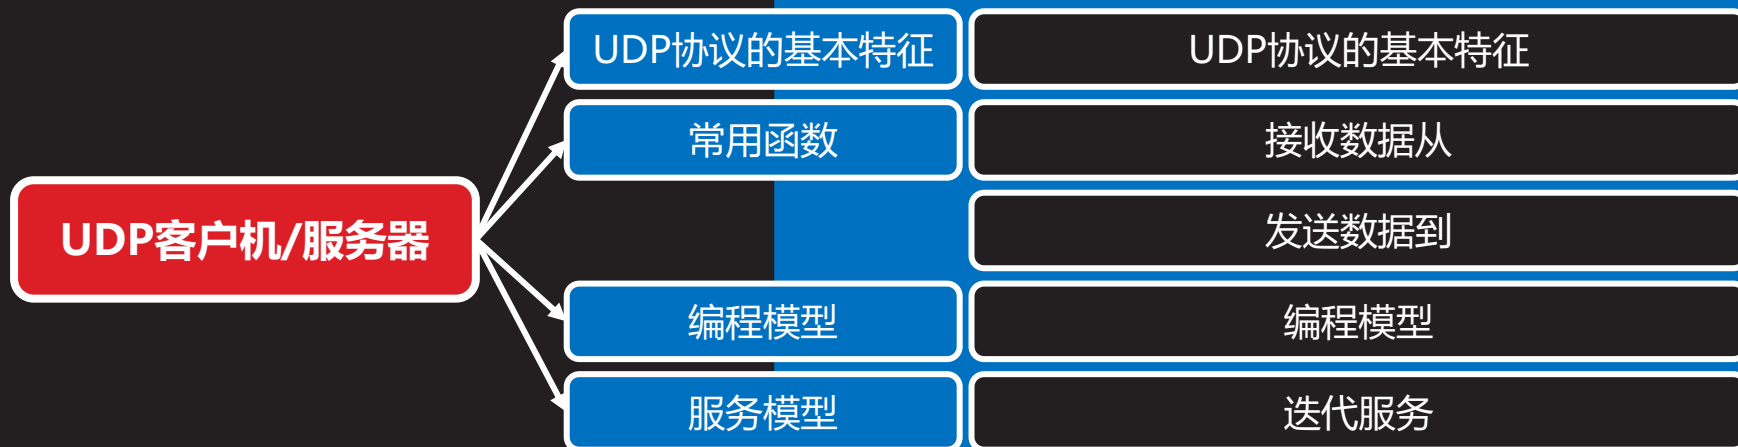 UDP客户机/服务器
UDP协议的基本特征
UDP协议的基本特征
常用函数
接收数据从
发送数据到
编程模型
编程模型
服务模型
迭代服务